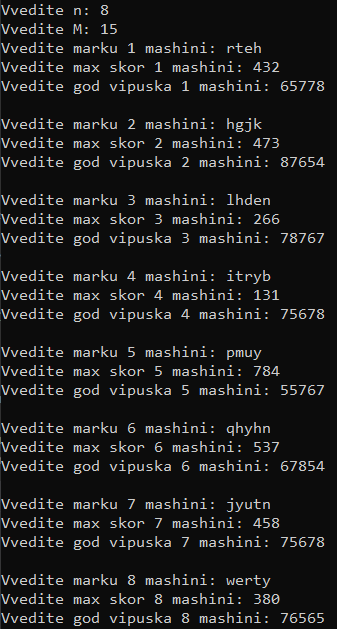 Vvedite n: 8
Vvedite M: 15
Vvedite marku 1 mashini: rteh
Vvedite max skor 1 mashini: 432
Vvedite god vipuska 1 mashini: 65778
Vvedite marku 2 mashini: hgjk
Vvedite max skor 2 mashini: 473
Vvedite god vipuska 2 mashini: 87654
Vvedite marku 3 mashini: lhden
Vvedite max skor 3 mashini: 266
Vvedite god vipuska 3 mashini: 78767
Vvedite marku 4 mashini: itryb
Vvedite max skor 4 mashini: 131
Vvedite god vipuska 4 mashini: 75678
Vvedite marku 5 mashini: pmuy
Vvedite max skor 5 mashini: 784
Vvedite god vipuska 5 mashini: 55767
Vvedite marku 6 mashini: qhyhn
Vvedite max skor 6 mashini: 537
Vvedite god vipuska 6 mashini: 67854
Vvedite marku 7 mashini: jyutn
Vvedite max skor 7 mashini: 458
Vvedite god vipuska 7 mashini: 75678
Vvedite marku 8 mashini: werty
Vvedite max skor 8 mashini: 380
Vvedite god vipuska 8 mashini: 76565